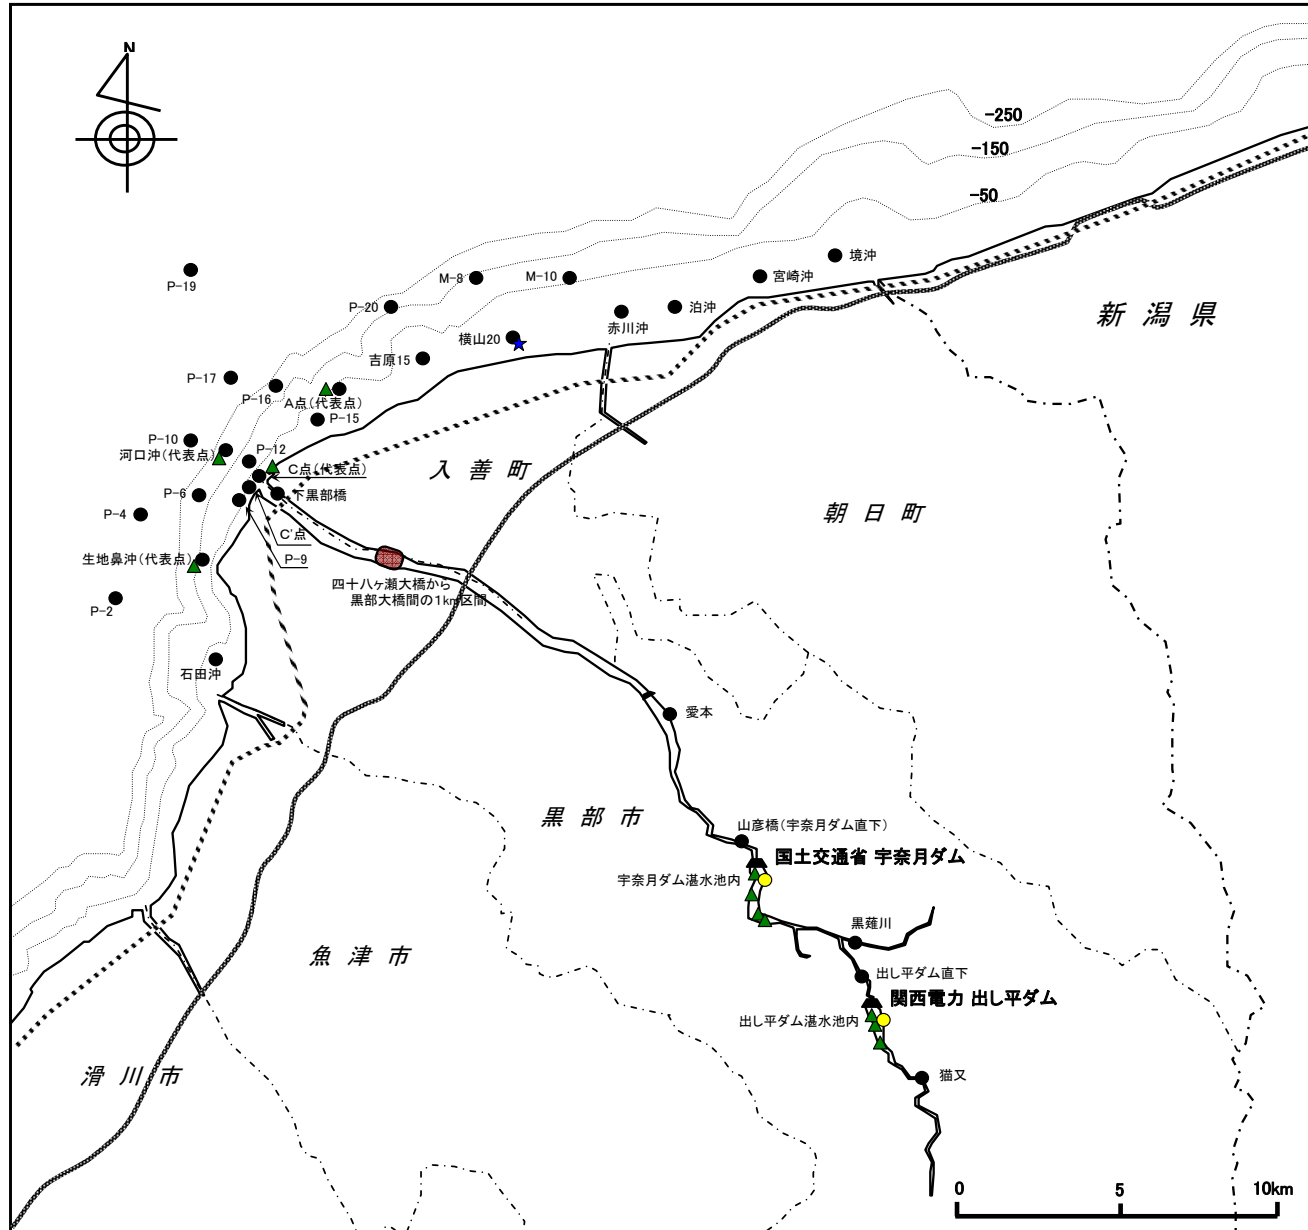 N
-250
-150
-50
境沖
宮崎沖
P-19
M-8
M-10
P-20
泊沖
赤川沖
新潟県
横山20
吉原15
P-17
P-16
A点(代表点)
P-15
P-10
河口沖(代表点)
P-12
C点(代表点)
入善町
P-6
下黒部橋
P-4
朝日町
C'点
P-9
生地鼻沖(代表点)
四十八ヶ瀬大橋から
黒部大橋間の1km区間
P-2
石田沖
愛本
黒部市
山彦橋(宇奈月ダム直下)
国土交通省 宇奈月ダム
宇奈月ダム湛水池内
黒薙川
魚津市
出し平ダム直下
関西電力 出し平ダム
出し平ダム湛水池内
滑川市
猫又
0 5 10km